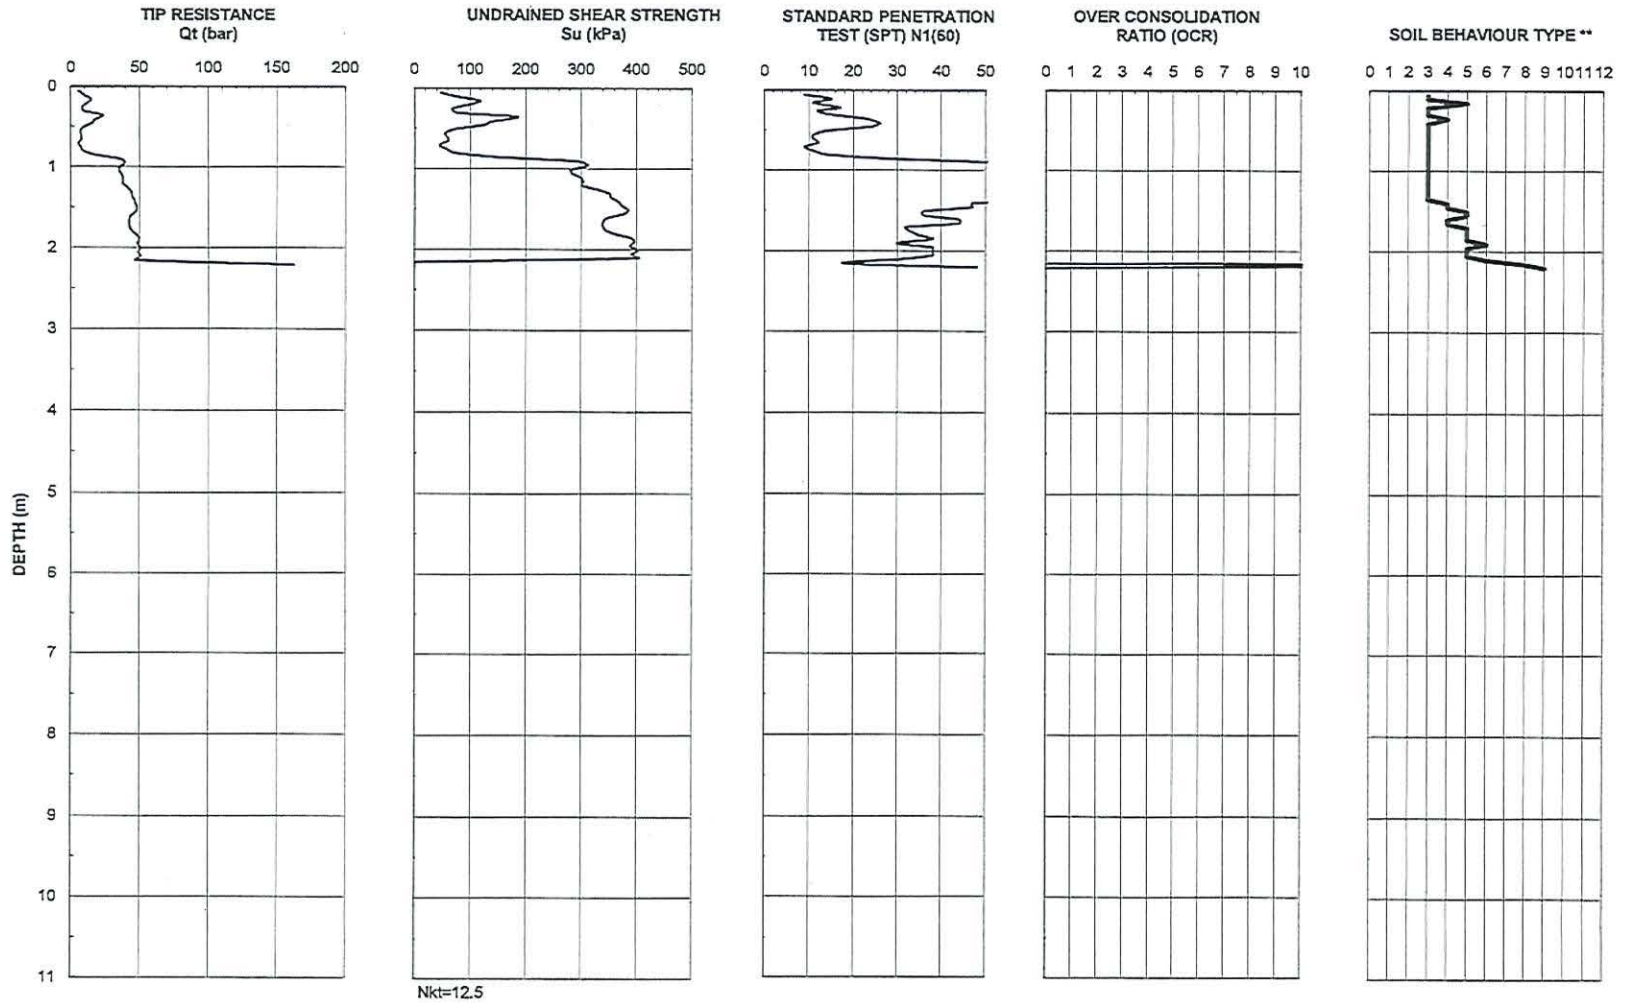 TIP RESISTANCE
Qt (bar)
UNDRAINED SHEAR STRENGTH
Su (kPa)
STANDARD PENETRATION
TEST (SPT) N1(60)
OVER CONSOLIDATION
RATIO (OCR)
SOIL BEHAVIOUR TYPE **
0 50 100 150 200
0 100 200 300 400 500
0 10 20 30 40 50
0 1 2 3 4 5 6 7 8 9 10
0 1 2 3 4 5 6 7 8 9 10 11 12
0
1
2
3
4
5
6
7
8
9
10
11
DEPTH (m)
Nkt=12.5